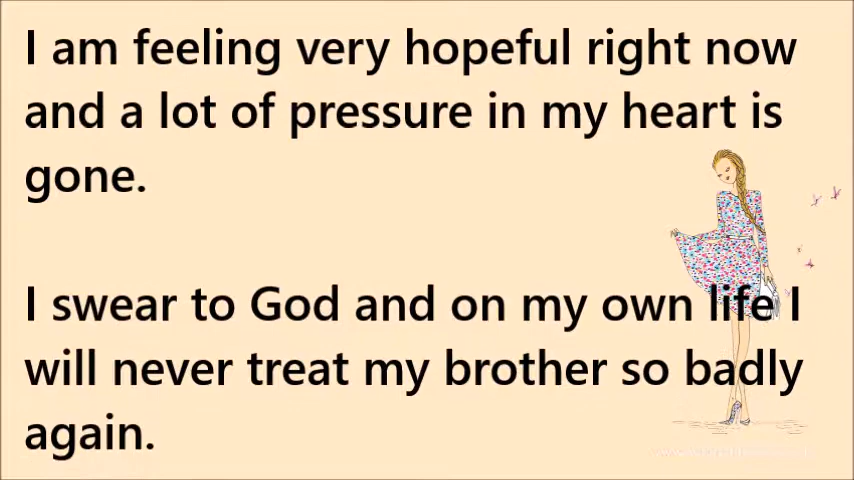 I am feeling very hopeful right now
and a lot of pressure in my heart is
gone.
I swear to God and on my own life I
will never treat my brother so badly
again.